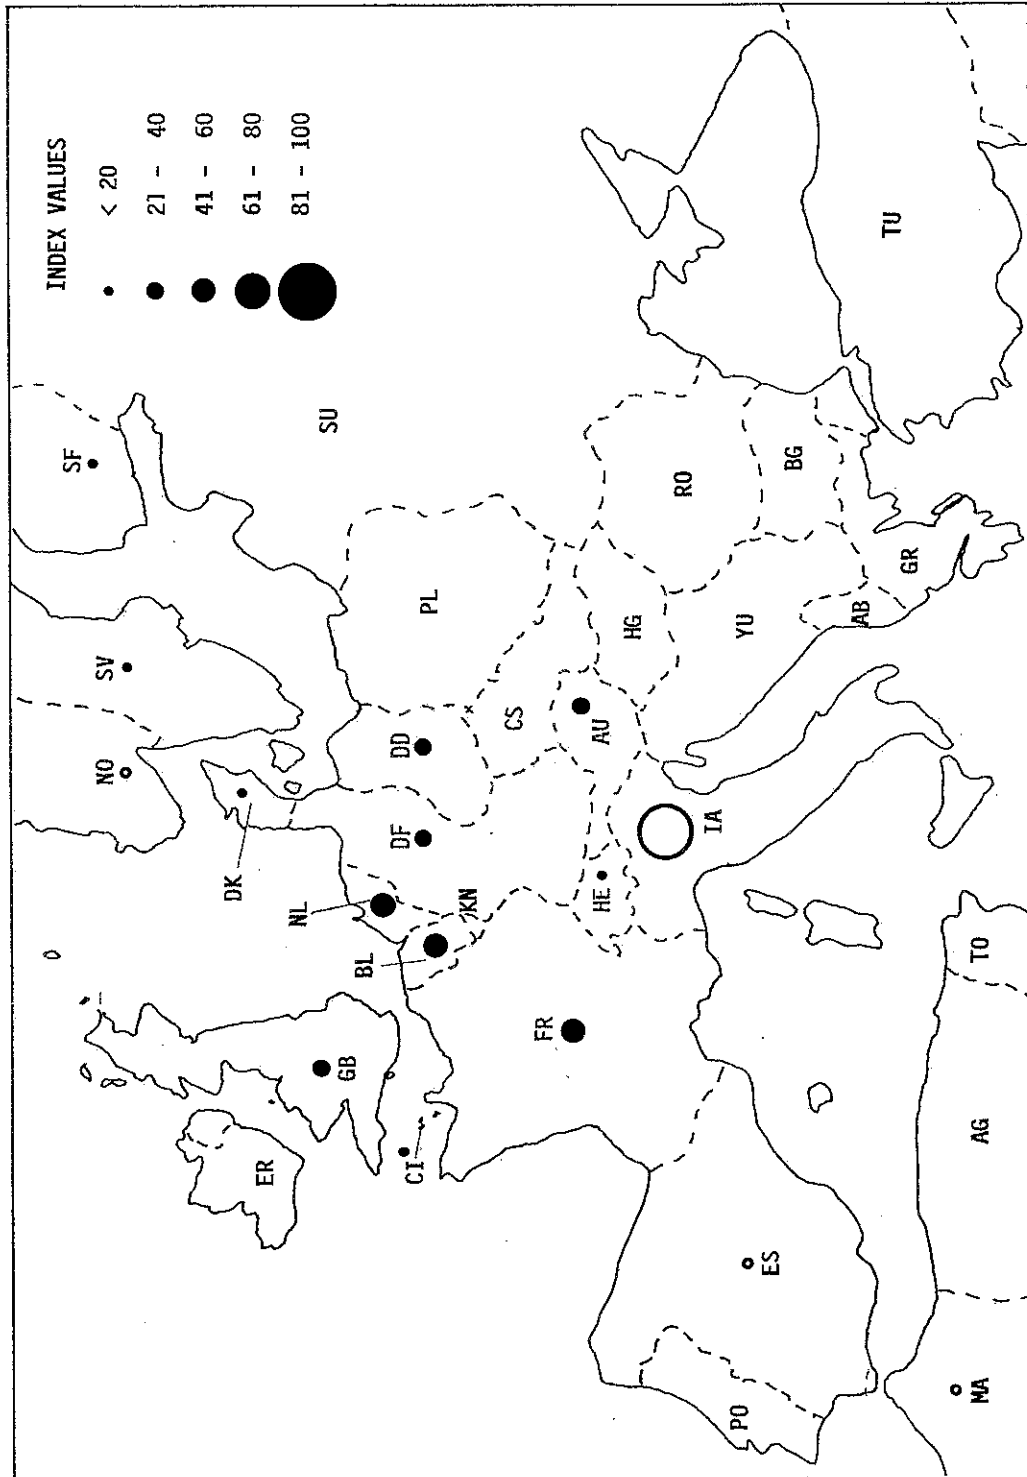 INDEX VALUES
< 20
21 - 40
41 - 60
61 - 80
81 - 100
SF
SU
SV
NO
DK
NL
BL
KN
DF
DD
PL
CS
AU
HG
RO
BG
YU
AB
GR
TU
HE
IA
FR
GB
ER
CI
ES
PO
MA
AG
TO